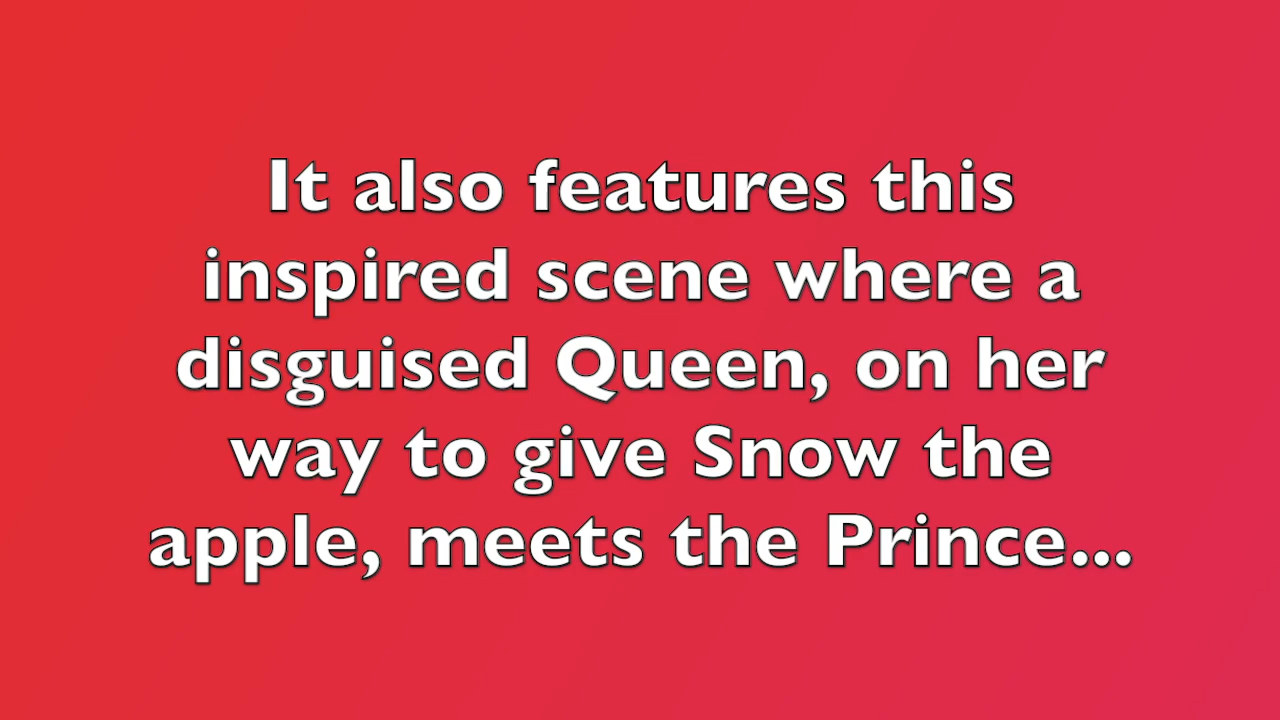 It also features this
inspired scene where a
disguised Queen, on her
way to give Snow the
apple, meets the Prince...